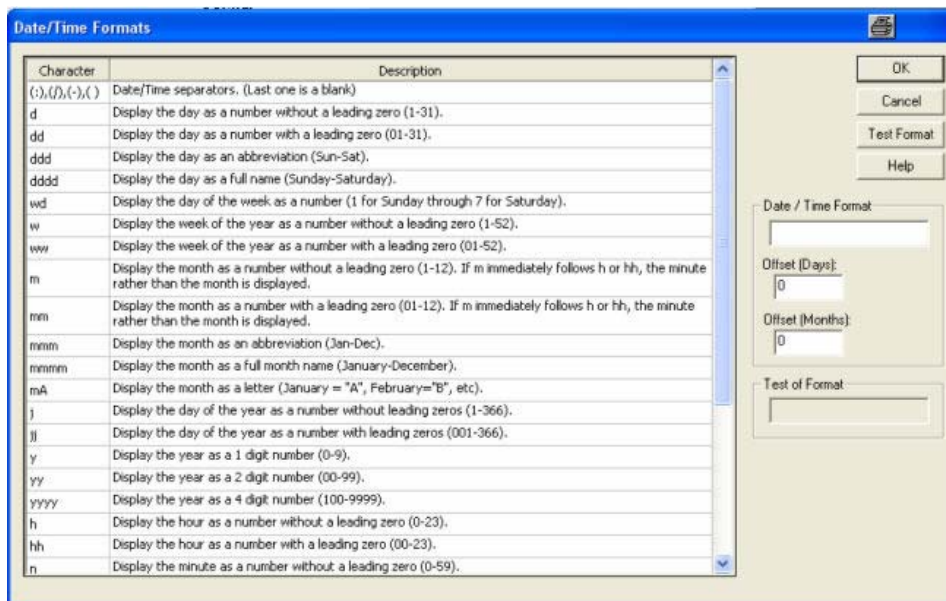 Date/Time Formats
Character Description
(:),(/),(-),( ) Date/Time separators. (Last one is a blank)
d Display the day as a number without a leading zero (1-31).
dd Display the day as a number with a leading zero (01-31).
ddd Display the day as an abbreviation (Sun-Sat).
dddd Display the day as a full name (Sunday-Saturday).
wd Display the day of the week as a number (1 for Sunday through 7 for Saturday).
w Display the week of the year as a number without a leading zero (1-52).
ww Display the week of the year as a number with a leading zero (01-52).
m Display the month as a number without a leading zero (1-12). If m immediately follows h or hh, the minute
rather than the month is displayed.
mm Display the month as a number with a leading zero (01-12). If m immediately follows h or hh, the minute
rather than the month is displayed.
mmm Display the month as an abbreviation (Jan-Dec).
mmmm Display the month as a full month name (January-December).
mA Display the month as a letter (January = "A", February="B", etc).
j Display the day of the year as a number without leading zeros (1-366).
jj Display the day of the year as a number with leading zeros (001-366).
y Display the year as a 1 digit number (0-9).
yy Display the year as a 2 digit number (00-99).
yyyy Display the year as a 4 digit number (100-9999).
h Display the hour as a number without a leading zero (0-23).
hh Display the hour as a number with a leading zero (00-23).
n Display the minute as a number without a leading zero (0-59).
OK
Cancel
Test Format
Help
Date / Time Format
Offset (Days):
0
Offset (Months):
0
Test of Format